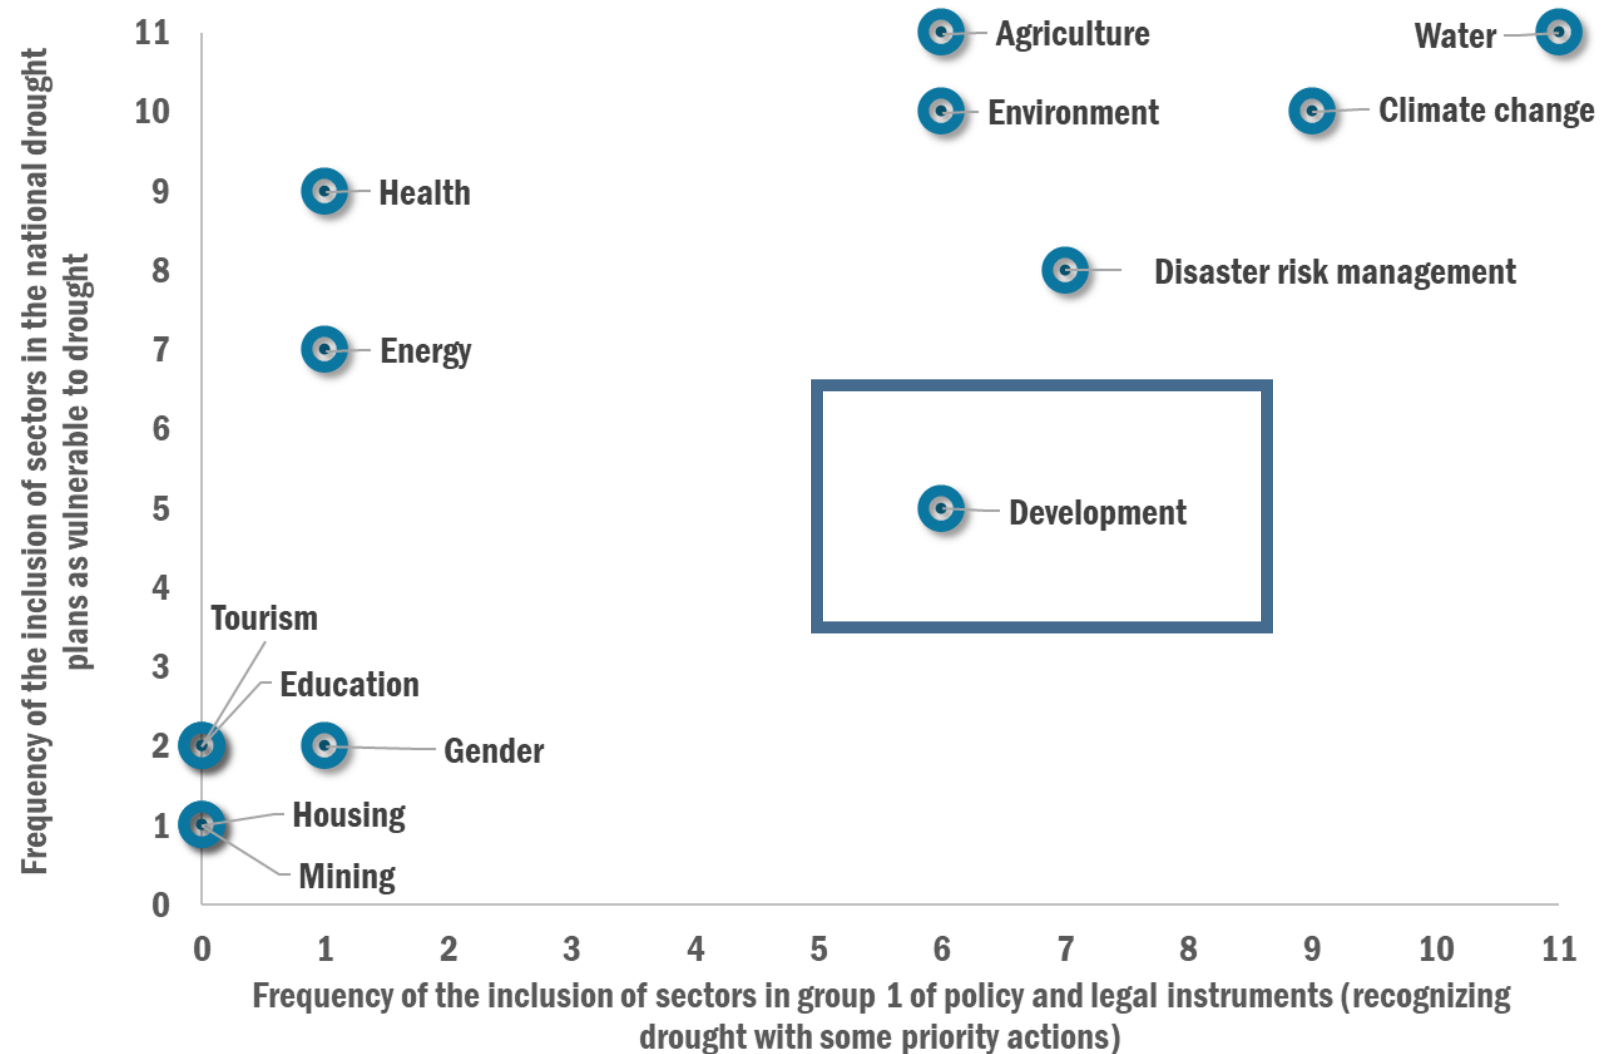 Frequency of the inclusion of sectors in the national drought
plans as vulnerable to drought
11
10
9
8
7
6
5
4
3
2
1
0
Agriculture
Water
Environment
Climate change
Health
Disaster risk management
Energy
Development
Tourism
Education
Gender
Housing
Mining
0 1 2 3 4 5 6 7 8 9 10 11
Frequency of the inclusion of sectors in group 1 of policy and legal instruments (recognizing
drought with some priority actions)